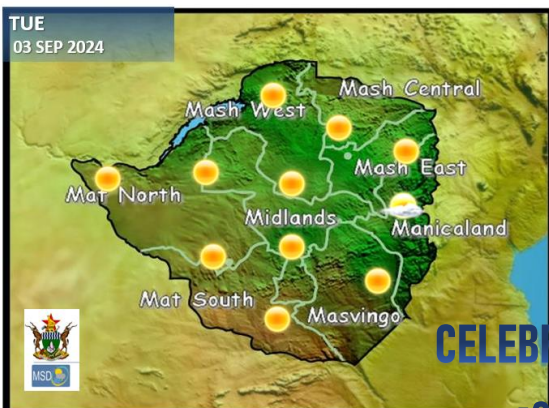 TUE
03 SEP 2024
Mash Central
Mash West
Mash East
Mat North
Midlands
Manicaland
Mat South
Masvingo
CELEB
MSD